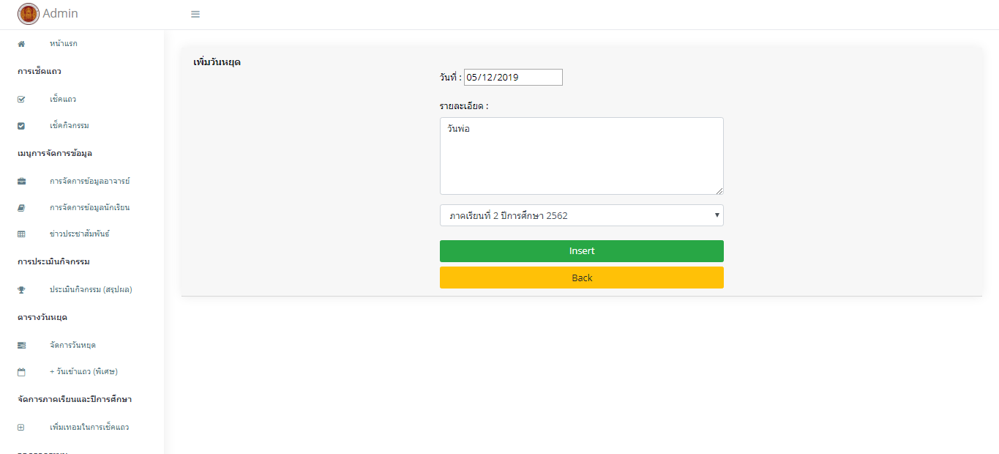 Admin
หน้าแรก
การเช็คแถว
เช็คแถว
เช็คกิจกรรม
เมนูการจัดการข้อมูล
การจัดการข้อมูลอาจารย์
การจัดการข้อมูลนักเรียน
ข่าวประชาสัมพันธ์
การประเมินกิจกรรม
ประเมินกิจกรรม (สรุปผล)
ตารางวันหยุด
จัดการวันหยุด
+ วันเข้าแถว (พิเศษ)
จัดการภาคเรียนและปีการศึกษา
เพิ่มเทอมในการเช็คแถว
เพิ่มวันหยุด
วันที่ : 05/12/2019
รายละเอียด :
วันพ่อ
ภาคเรียนที่ 2 ปีการศึกษา 2562
Insert
Back